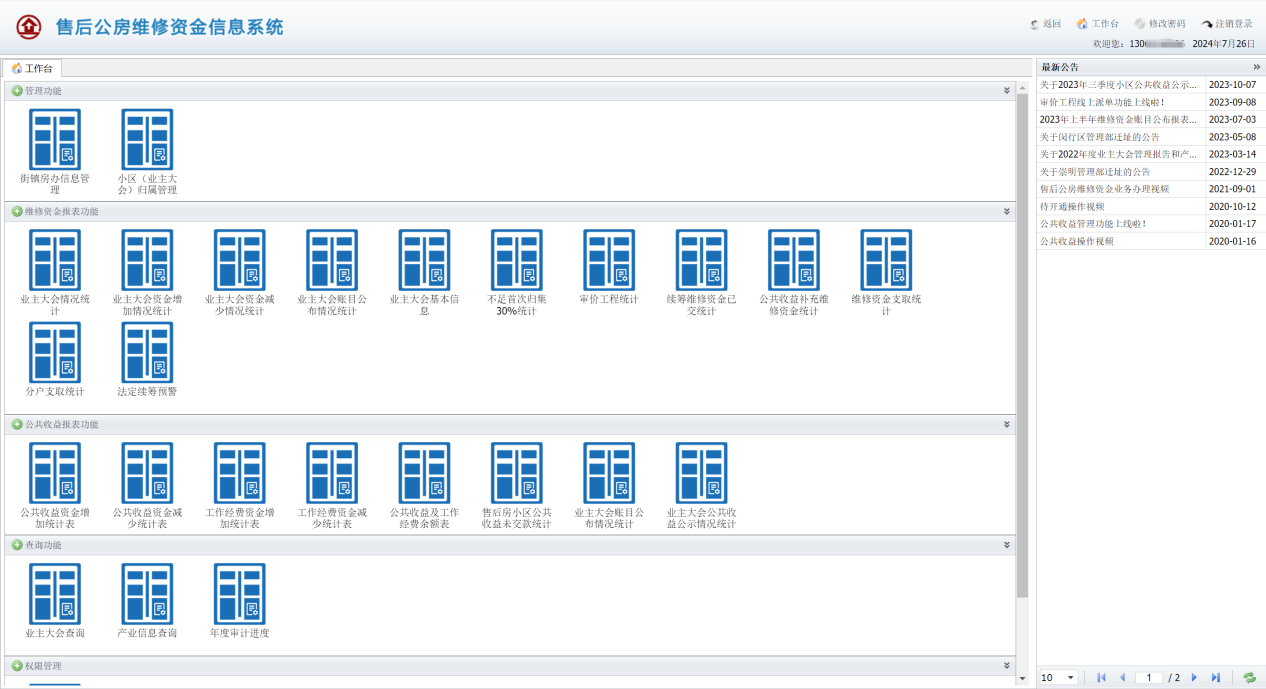 售后公房维修资金信息系统
返回 工作台 修改密码 注销登录
欢迎您: 130 2024年7月26日
工作台
管理功能
街镇房办信息管
理
小区（业主大
会）归属管理
维修资金报表功能
业主大会情况统
计
业主大会资金增
加情况统计
业主大会资金减
少情况统计
业主大会账目公
布情况统计
业主大会基本信
息
不足首次归集
30%统计
审价工程统计
续筹维修资金已
交统计
公共收益补充维
修资金统计
维修资金支取统
计
分户支取统计
法定续筹预警
公共收益报表功能
公共收益资金增
加统计表
公共收益资金减
少统计表
工作经费资金增
加统计表
工作经费资金减
少统计表
公共收益及工作
经费余额表
售后房小区公共
收益未交款统计
业主大会账目公
布情况统计
业主大会公共收
益公示情况统计
查询功能
业主大会查询
产业信息查询
年度审计进度
权限管理
最新公告
关于2023年三季度小区公共收益公示... 2023-10-07
审价工程线上派单功能上线啦! 2023-09-08
2023年上半年维修资金账目公布报表... 2023-07-03
关于闵行区管理部迁址的公告 2023-05-08
关于2022年度业主大会管理报告和产... 2023-03-14
关于崇明管理部迁址的公告 2022-12-29
售后公房维修资金业务办理视频 2021-09-01
待开通操作视频 2020-10-12
公共收益管理功能上线啦! 2020-01-17
公共收益操作视频 2020-01-16
10 1 / 2